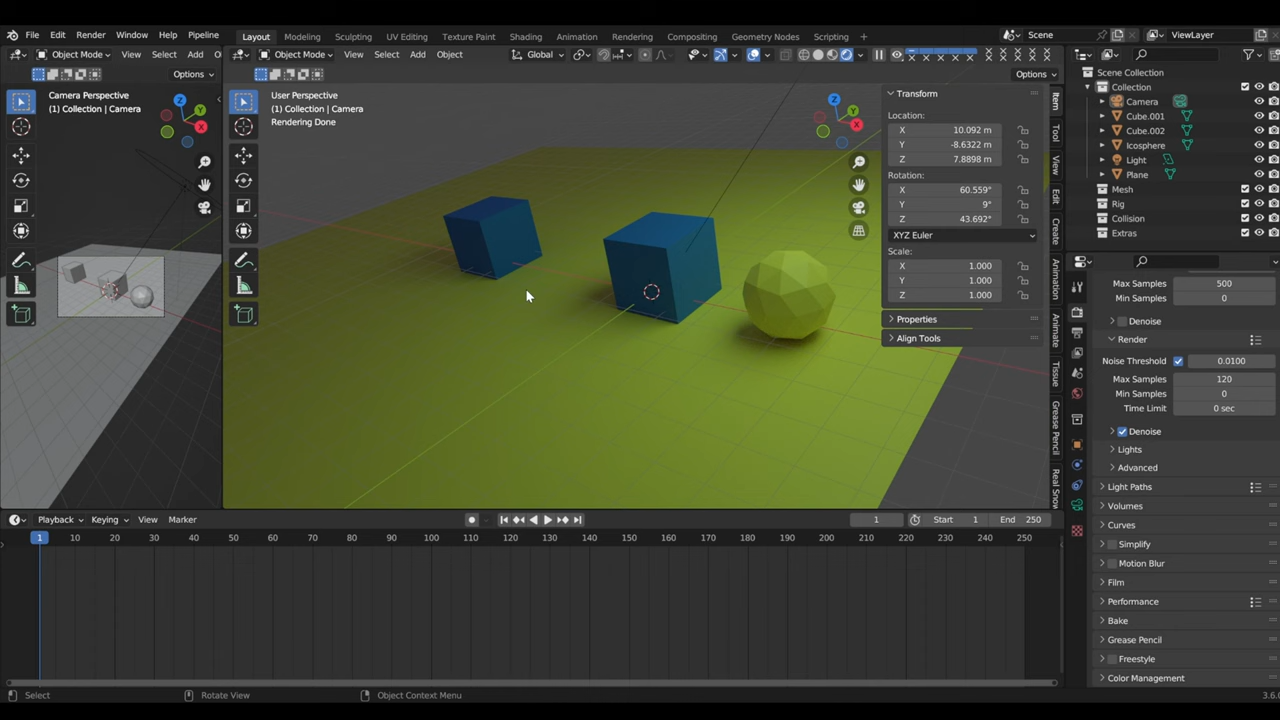 File Edit Render Window Help Pipeline Layout Modeling Sculpting UV Editing Texture Paint Shading Animation Rendering Compositing Geometry Nodes Scripting + Scene ViewLayer
Object Mode View Select Add O
Object Mode View Select Add Object Global
Options
Options
Camera Perspective
(1) Collection | Camera
User Perspective
(1) Collection | Camera
Rendering Done
Z
Y
X
Z
Y
X
Transform
Location:
X 10.092 m
Y -8.6322 m
Z 7.8898 m
Rotation:
X 60.559°
Y 9°
Z 43.692°
XYZ Euler
Scale:
X 1.000
Y 1.000
Z 1.000
Properties
Align Tools
Item
Tool
View
Edit
Create
Animation
Animate
Tissue
Grease Pencil
Real Snow
Scene Collection
Collection
Camera
Cube.001
Cube.002
Icosphere
Light
Plane
Mesh
Rig
Collision
Extras
Max Samples 500
Min Samples 0
Denoise
Render
Noise Threshold 0.0100
Max Samples 120
Min Samples 0
Time Limit 0 sec
Denoise
Lights
Advanced
Light Paths
Volumes
Curves
Simplify
Motion Blur
Film
Performance
Bake
Grease Pencil
Freestyle
Color Management
Playback Keying View Marker 1 Start 1 End 250
1 10 20 30 40 50 60 70 80 90 100 110 120 130 140 150 160 170 180 190 200 210 220 230 240 250
Select Rotate View Object Context Menu 3.6.